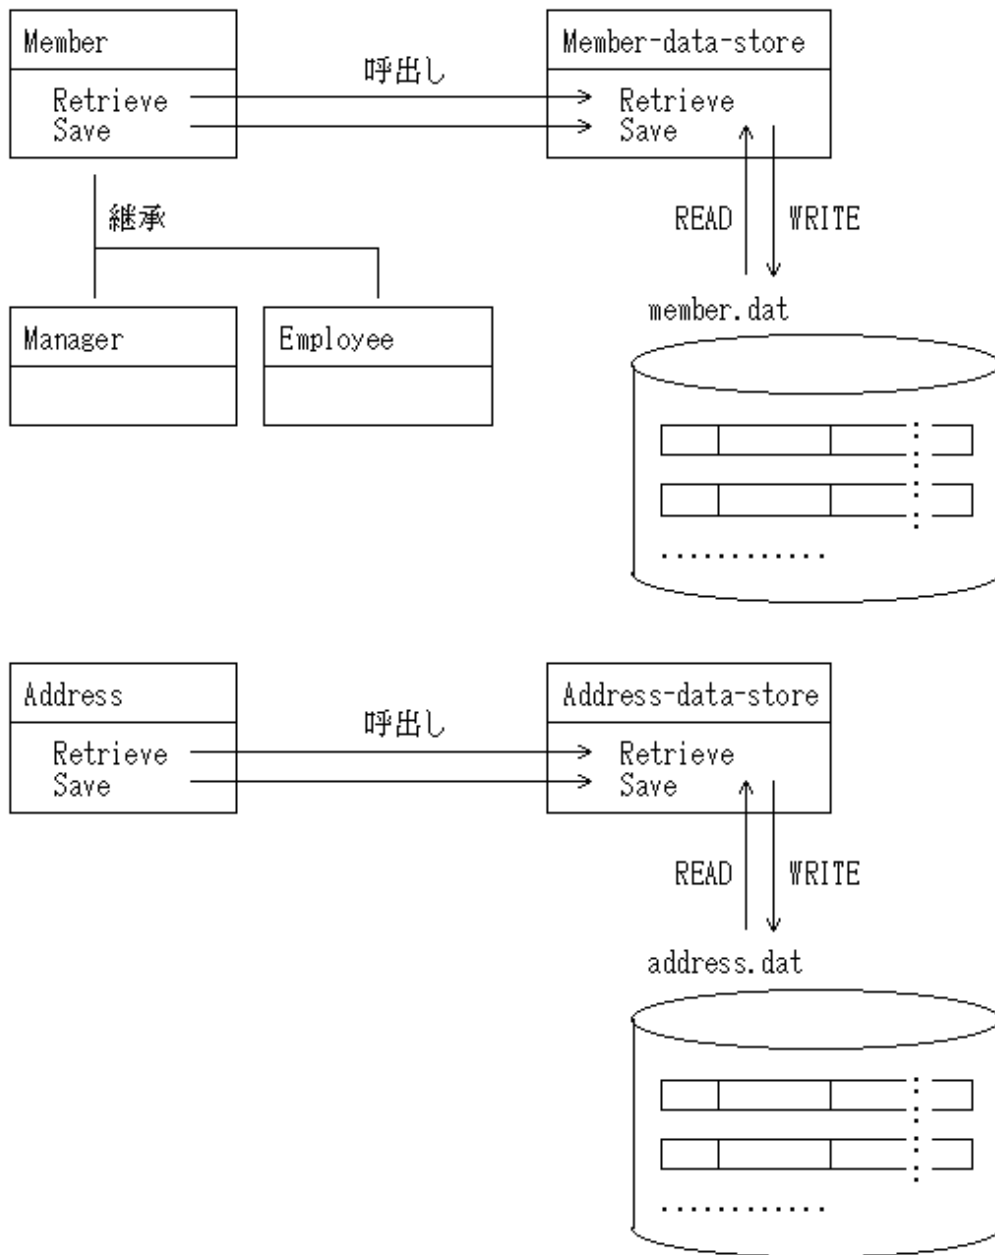 Member
Retrieve
Save
呼出し
Member-data-store
Retrieve
Save
継承
READ
WRITE
Manager
Employee
member.dat
Address
Retrieve
Save
呼出し
Address-data-store
Retrieve
Save
READ
WRITE
address.dat